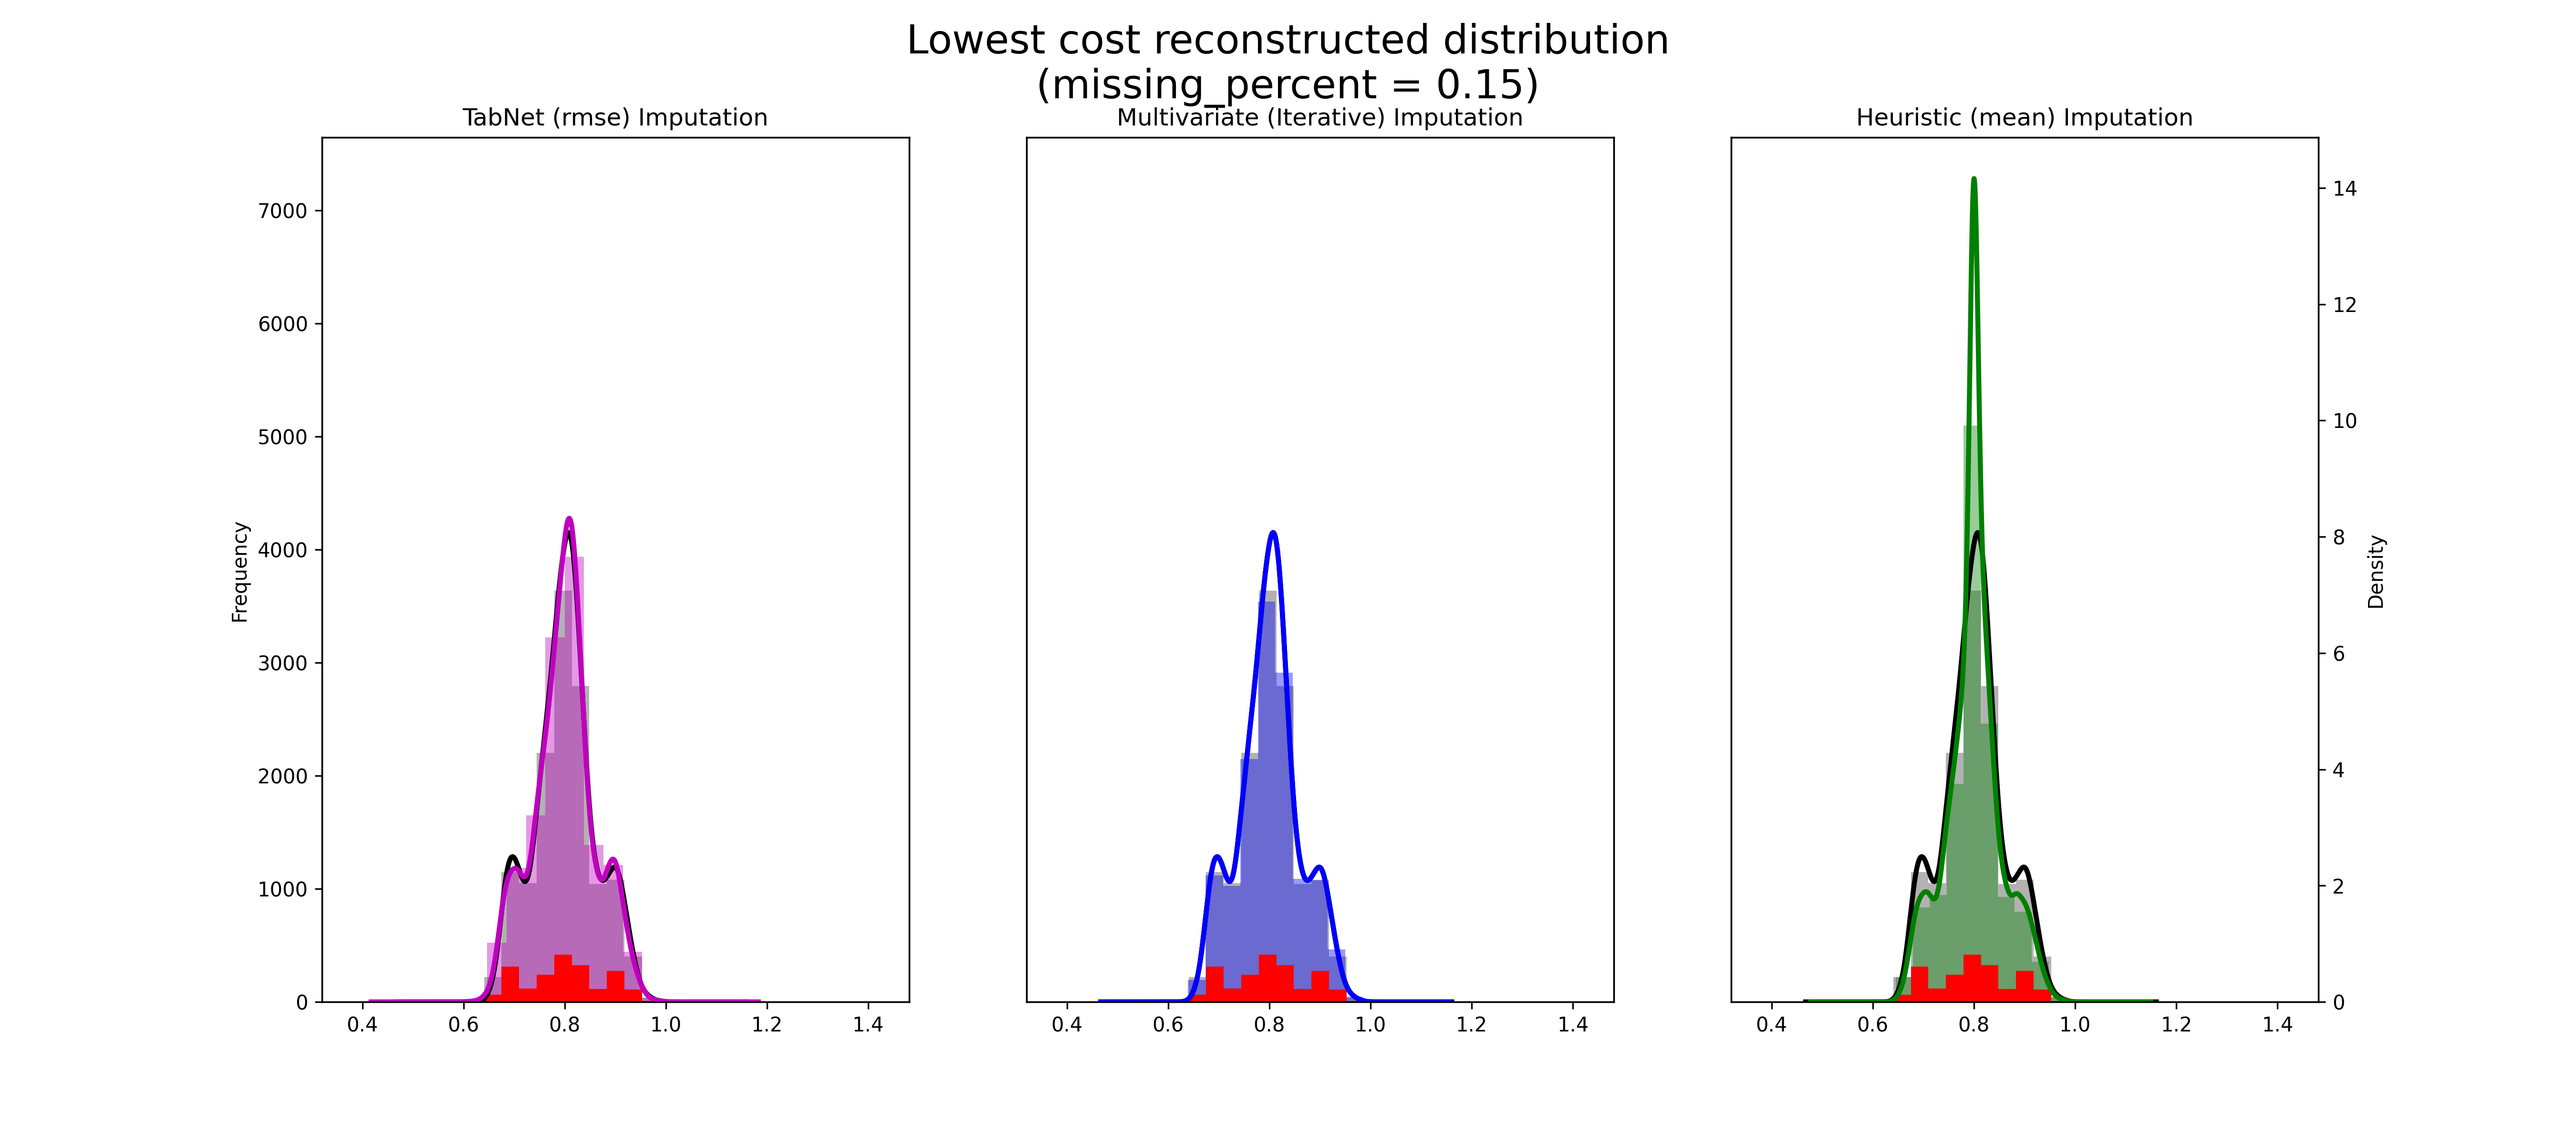 Lowest cost reconstructed distribution
(missing_percent = 0.15)
TabNet (rmse) Imputation
Multivariate (Iterative) Imputation
Heuristic (mean) Imputation
Frequency
7000
6000
5000
4000
3000
2000
1000
0
0.4 0.6 0.8 1.0 1.2 1.4
0.4 0.6 0.8 1.0 1.2 1.4
0.4 0.6 0.8 1.0 1.2 1.4
14
12
10
8
6
4
2
0
Density